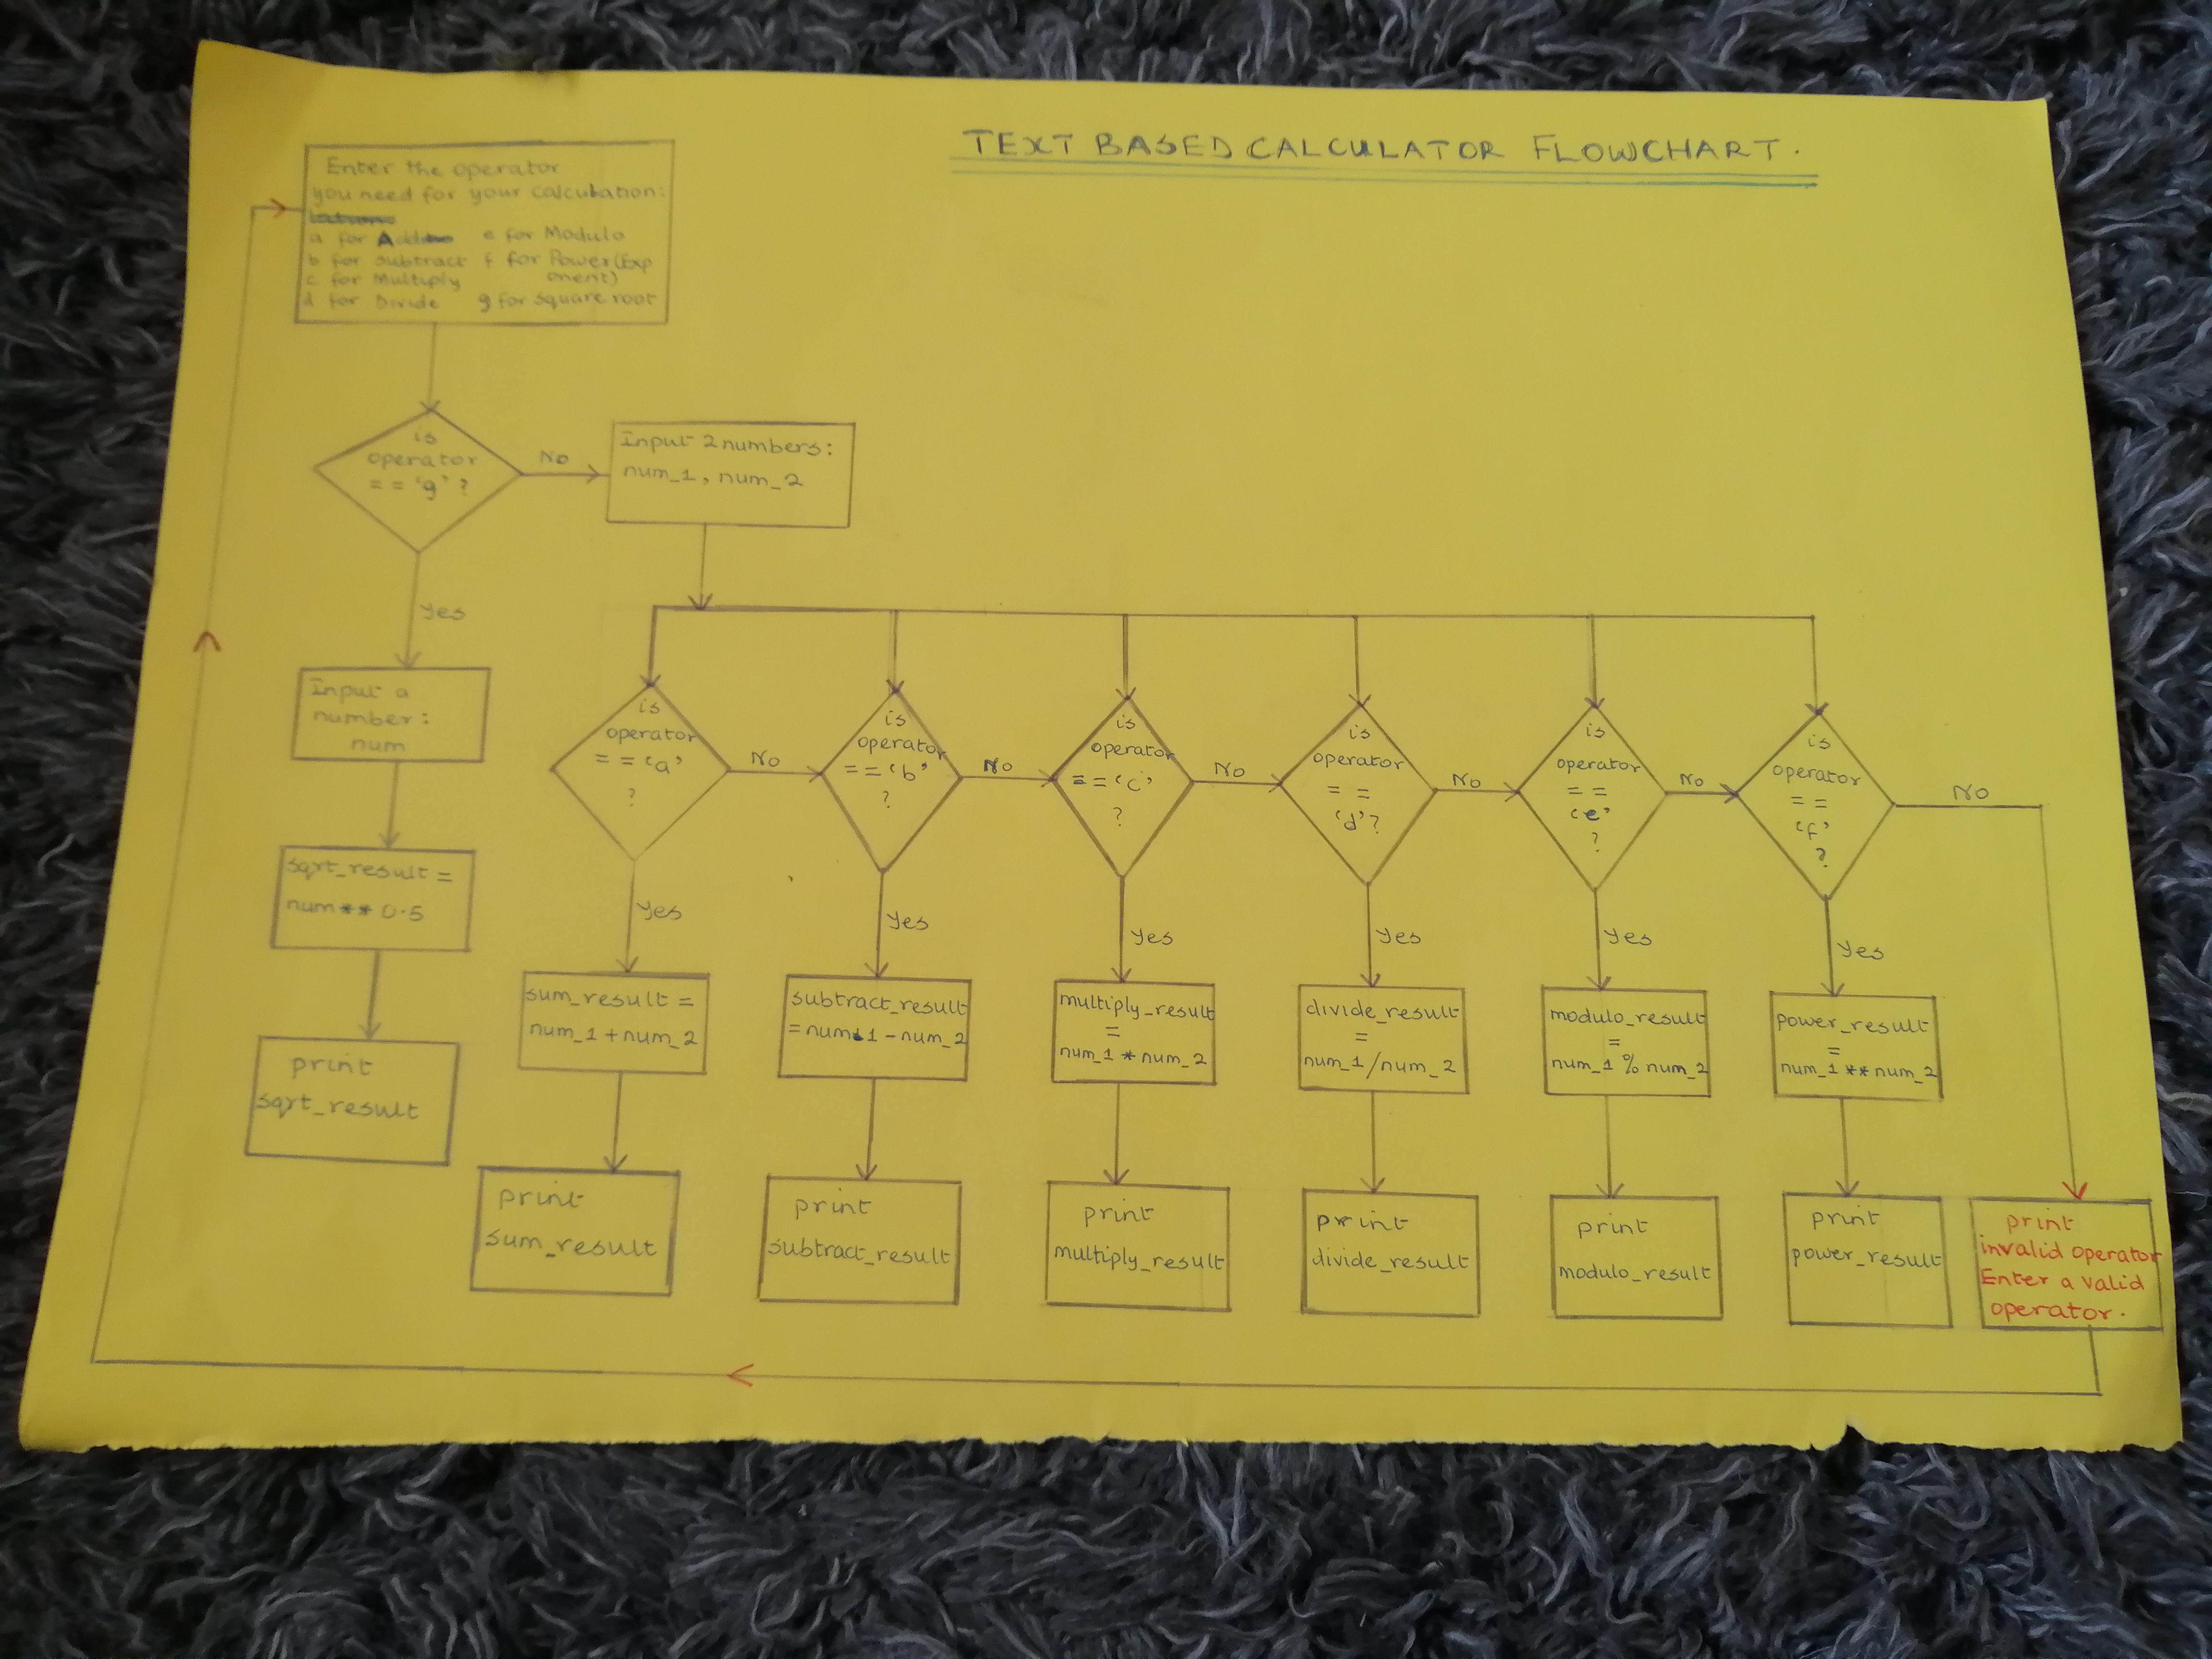 TEXT BASED CALCULATOR FLOWCHART.
Enter the operator
you need for your calculation:
a for Add
b for Subtract
c for Multiply
d for Divide
e for Modulo
f for Power(Exp
onent)
g for square root
is
operator
== 'g' ?
No
Input 2 numbers:
num_1, num_2
Yes
Input a
number:
num
sqrt_result =
num ** 0.5
print
sqrt_result
is
operator
== 'a'
?
No
Yes
sum_result =
num_1 + num_2
print
sum_result
is
operator
== 'b'
?
No
Yes
subtract_result
= num_1 - num_2
print
subtract_result
is
operator
== 'c'
?
No
Yes
multiply_result
=
num_1 * num_2
print
multiply_result
is
operator
==
'd'?
No
Yes
divide_result
=
num_1 / num_2
print
divide_result
is
operator
==
'e'
?
No
Yes
modulo_result
=
num_1 % num_2
print
modulo_result
is
operator
==
'f'
?
No
Yes
power_result
=
num_1 ** num_2
print
power_result
print
invalid operator
Enter a valid
operator.